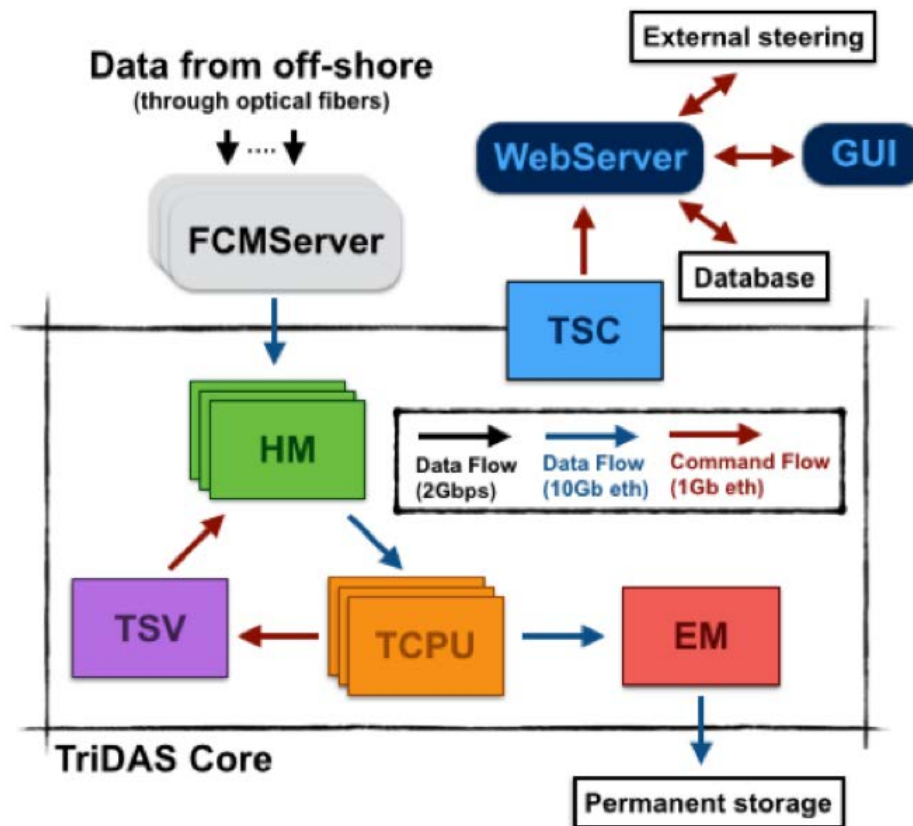 External steering
Data from off-shore
(through optical fibers)
....
WebServer
GUI
FCMServer
Database
TSC
HM
Data Flow
(2Gbps)
Data Flow
(10Gb eth)
Command Flow
(1Gb eth)
TSV
TCPU
EM
TriDAS Core
Permanent storage